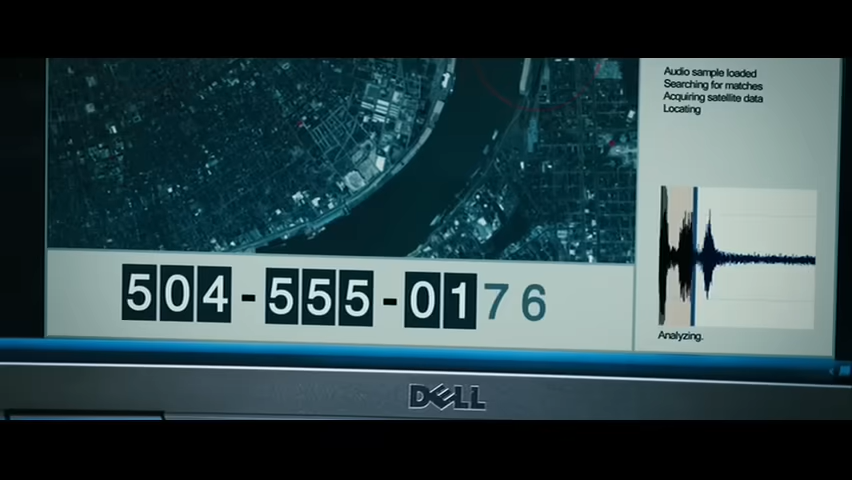 Audio sample loaded
Searching for matches
Acquiring satellite data
Locating
504-555-0176
Analyzing.
DELL